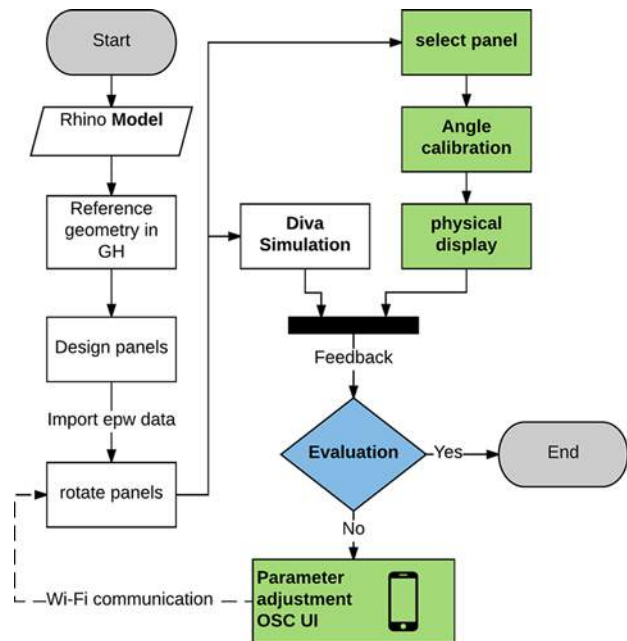 Start
Rhino Model
Reference
geometry in
GH
Design panels
Import epw data
rotate panels
select panel
Angle
calibration
physical
display
Diva
Simulation
Feedback
Evaluation
Yes
End
No
Parameter
adjustment
OSC UI
Wi-Fi communication